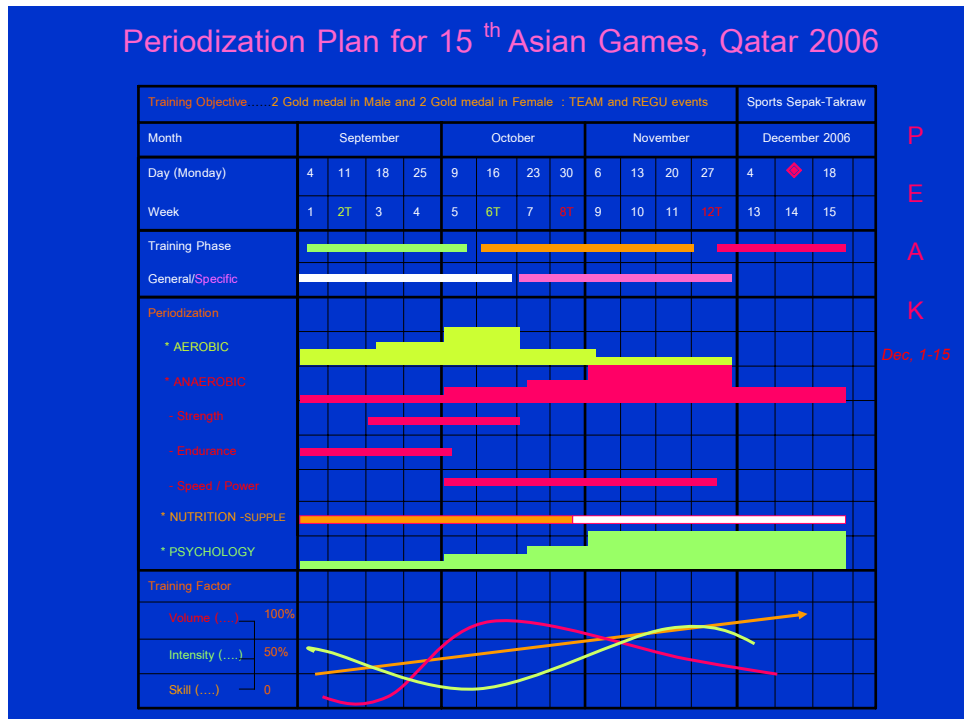 Periodization Plan for 15 th Asian Games, Qatar 2006
Training Objective...... 2 Gold medal in Male and 2 Gold medal in Female : TEAM and REGU events Sports Sepak-Takraw
Month September October November December 2006
Day (Monday) 4 11 18 25 9 16 23 30 6 13 20 27 4 18
Week 1 2T 3 4 5 6T 7 8T 9 10 11 12T 13 14 15
Training Phase
General/Specific
Periodization
* AEROBIC
* ANAEROBIC
- Strength
- Endurance
- Speed / Power
* NUTRITION -SUPPLE
* PSYCHOLOGY
Training Factor
Volume (....) 100%
Intensity (....) 50%
Skill (....) 0
P
E
A
K
Dec. 1-15